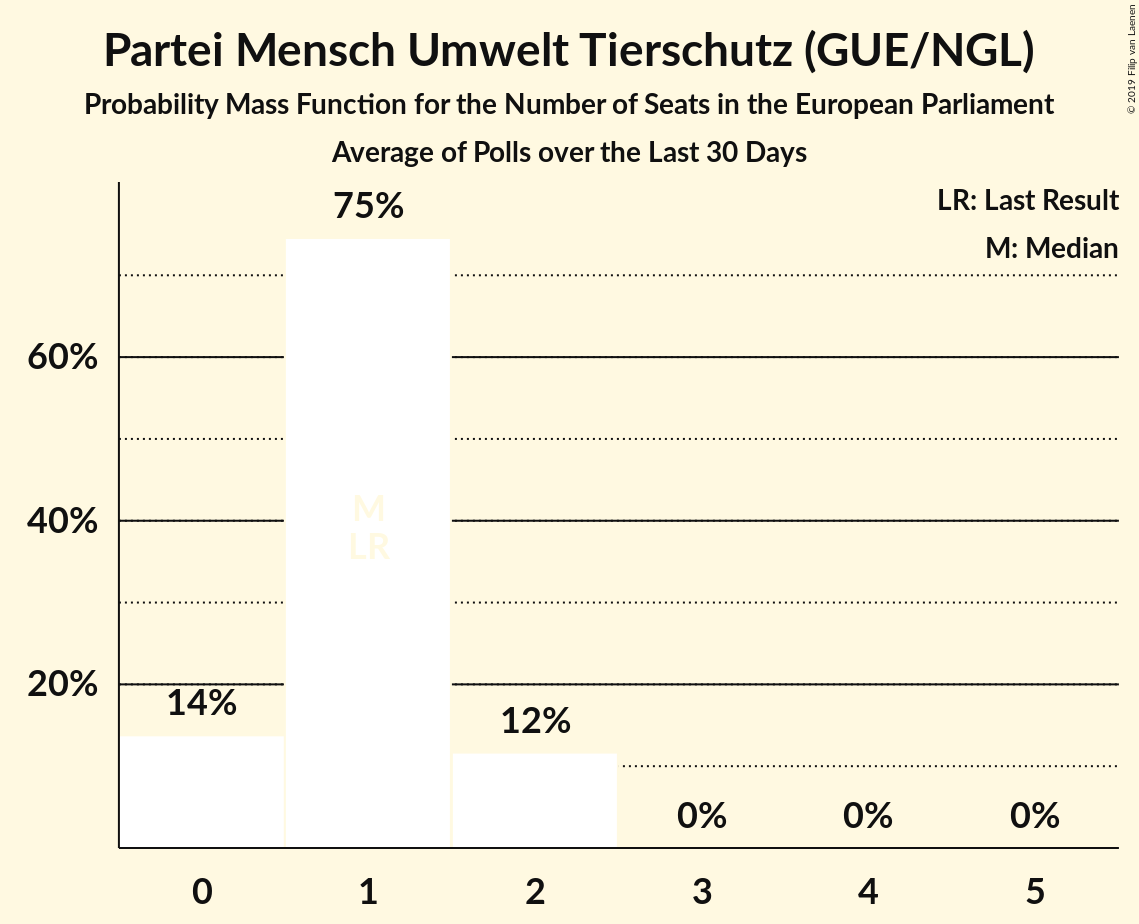 Partei Mensch Umwelt Tierschutz (GUE/NGL)
Probability Mass Function for the Number of Seats in the European Parliament
Average of Polls over the Last 30 Days
© 2019 Filip van Laenen
LR: Last Result
M: Median
75%
60%
40%
20%
M
LR
14%
12%
0%
0%
0%
0
1
2
3
4
5